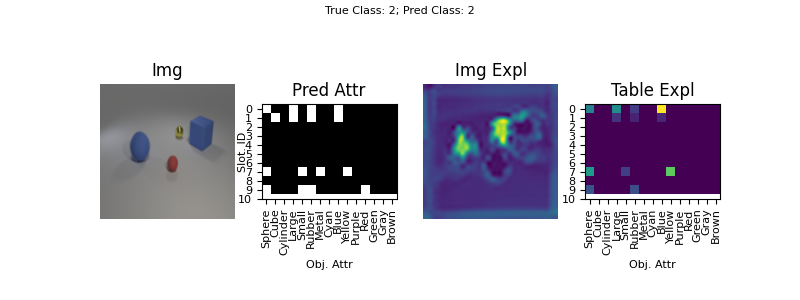 True Class: 2; Pred Class: 2
Img
Pred Attr
Img Expl
Table Expl
Slot. ID
0
1
2
3
4
5
6
7
8
9
10
Sphere
Cube
Cylinder
Large
Small
Rubber
Metal
Cyan
Blue
Yellow
Purple
Red
Green
Gray
Brown
Obj. Attr
0
1
2
3
4
5
6
7
8
9
10
Sphere
Cube
Cylinder
Large
Small
Rubber
Metal
Cyan
Blue
Yellow
Purple
Red
Green
Gray
Brown
Obj. Attr